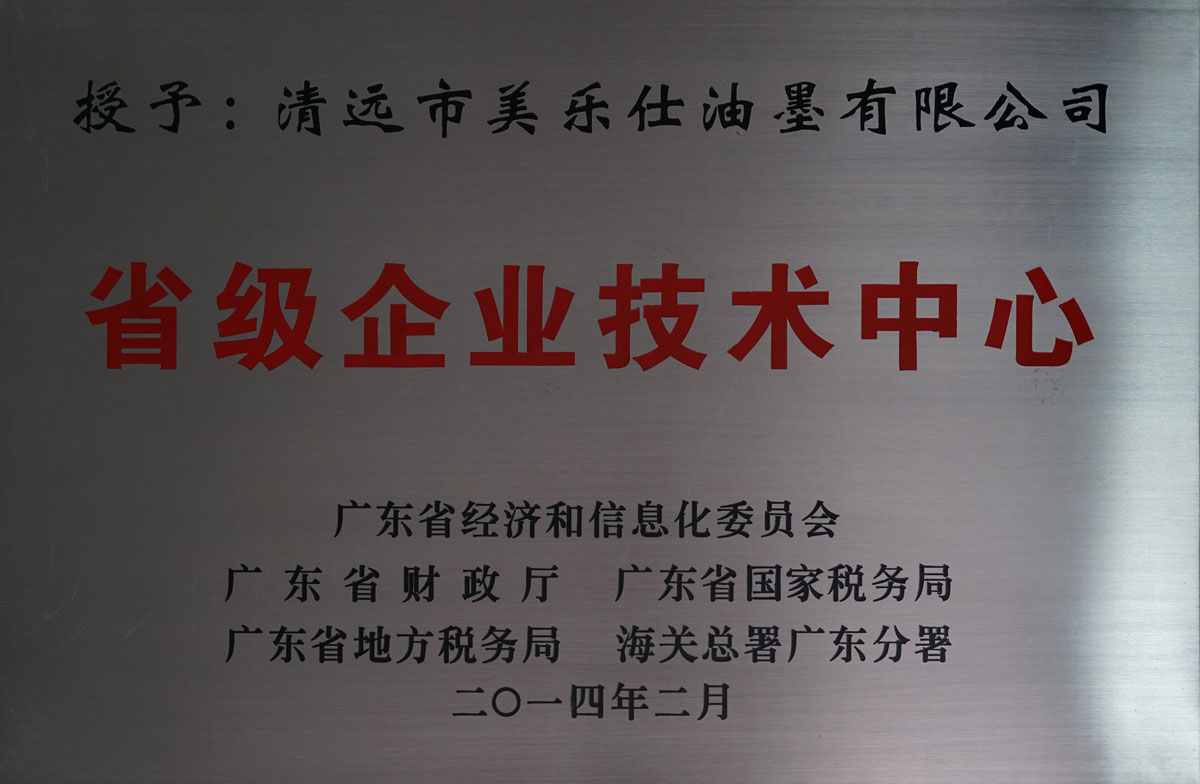 授予：清远市美乐仕油墨有限公司
省级企业技术中心
广东省经济和信息化委员会
广东省财政厅 广东省国家税务局
广东省地方税务局 海关总署广东分署
二〇一四年二月